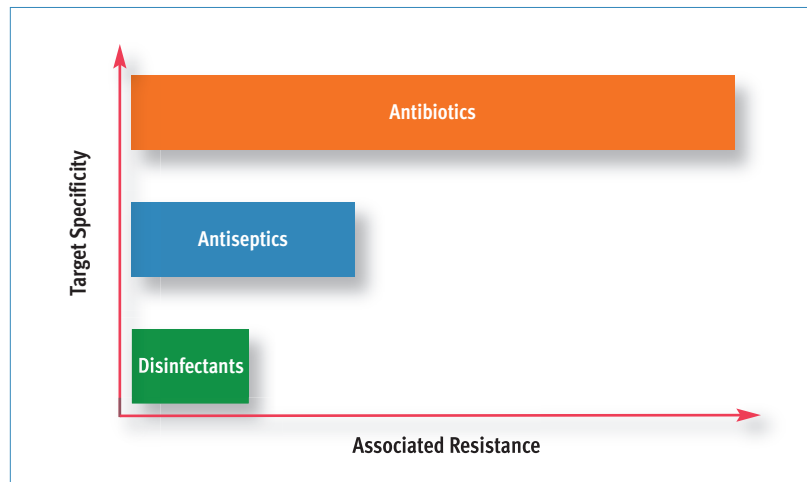 Target Specificity
Antibiotics
Antiseptics
Disinfectants
Associated Resistance